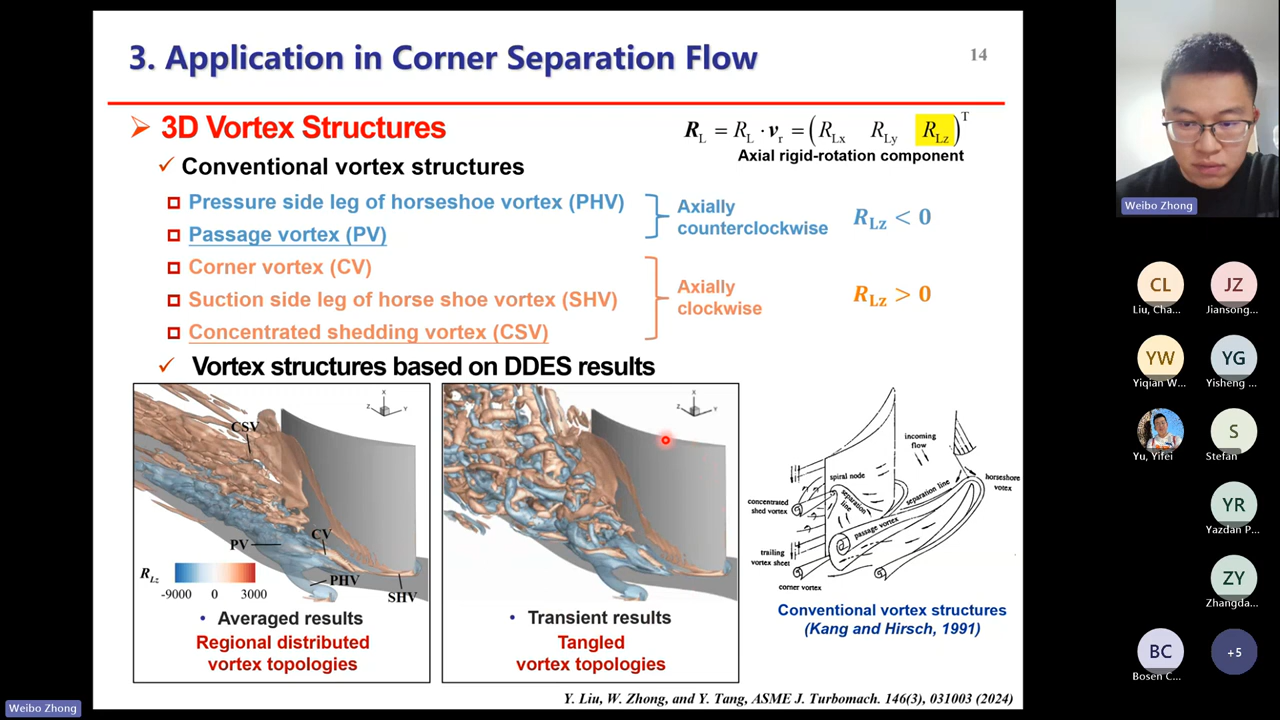 3. Application in Corner Separation Flow
14
➢ 3D Vortex Structures
R_L = R_L · v_r = (R_Lx R_Ly R_Lz)^T
Axial rigid-rotation component
✓ Conventional vortex structures
Pressure side leg of horseshoe vortex (PHV)
Passage vortex (PV)
Axially
counterclockwise
R_Lz < 0
Corner vortex (CV)
Suction side leg of horse shoe vortex (SHV)
Concentrated shedding vortex (CSV)
Axially
clockwise
R_Lz > 0
✓ Vortex structures based on DDES results
X
Z
Y
CSV
CV
PV
PHV
SHV
R_Lz
-9000 0 3000
• Averaged results
Regional distributed
vortex topologies
X
Z
Y
• Transient results
Tangled
vortex topologies
incoming
flow
spiral node
horseshore
votex
separation line
concentrated
shed vortex
separation
line
passage vortex
trailing
vortex sheet
corner vortex
Conventional vortex structures
(Kang and Hirsch, 1991)
Y. Liu, W. Zhong, and Y. Tang, ASME J. Turbomach. 146(3), 031003 (2024)
Weibo Zhong
Weibo Zhong
CL
Liu, Cha...
JZ
Jiansong...
YW
Yiqian W...
YG
Yisheng ...
Yu, Yifei
S
Stefan
YR
Yazdan P...
ZY
Zhangda...
BC
Bosen C...
+5